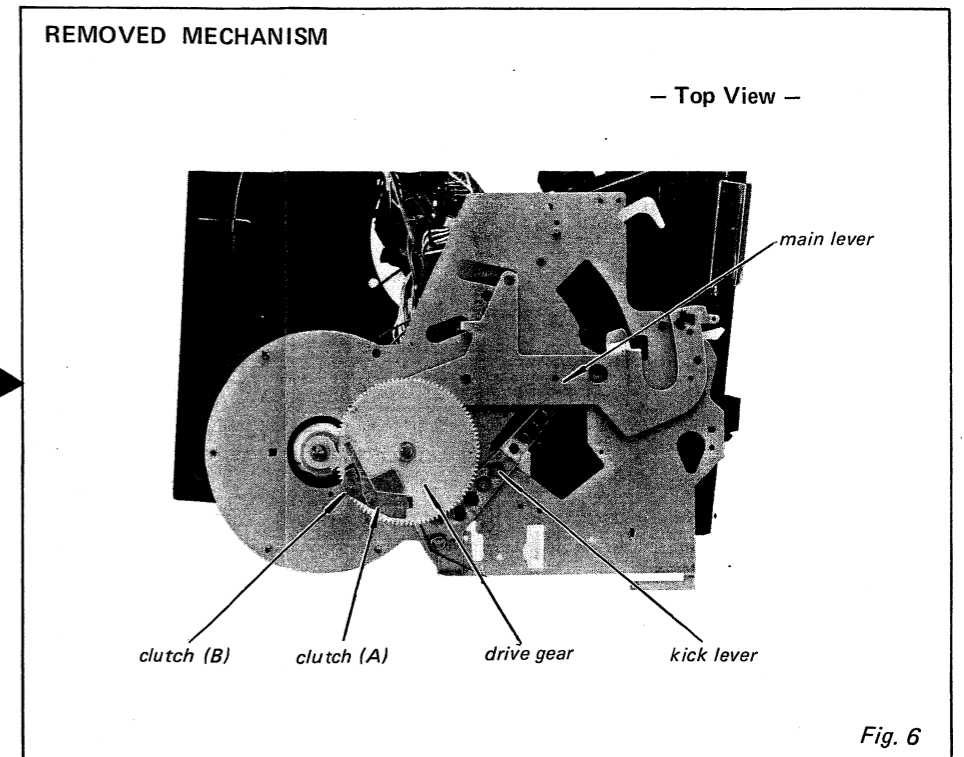 REMOVED MECHANISM
— Top View —
main lever
clutch (B)
clutch (A)
drive gear
kick lever
Fig. 6